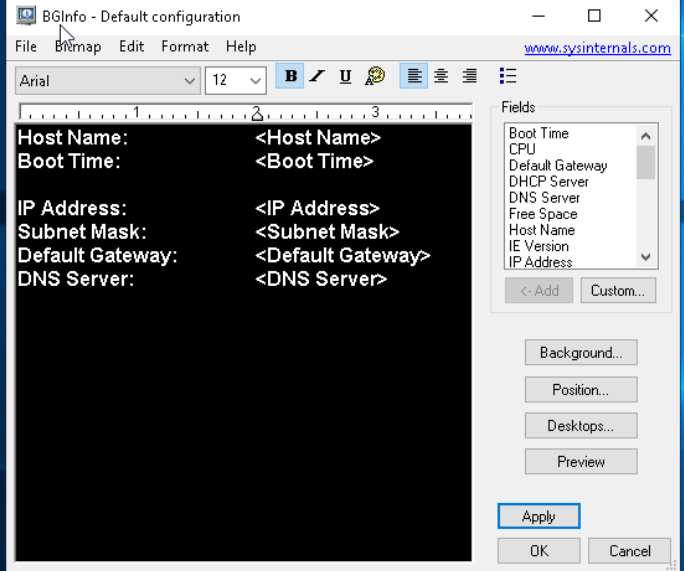 BGInfo - Default configuration
File Bitmap Edit Format Help www.sysinternals.com
Arial 12 B I U
1 2 3
Host Name: <Host Name>
Boot Time: <Boot Time>
IP Address: <IP Address>
Subnet Mask: <Subnet Mask>
Default Gateway: <Default Gateway>
DNS Server: <DNS Server>
Fields
Boot Time
CPU
Default Gateway
DHCP Server
DNS Server
Free Space
Host Name
IE Version
IP Address
<- Add Custom...
Background...
Position...
Desktops...
Preview
Apply
OK Cancel